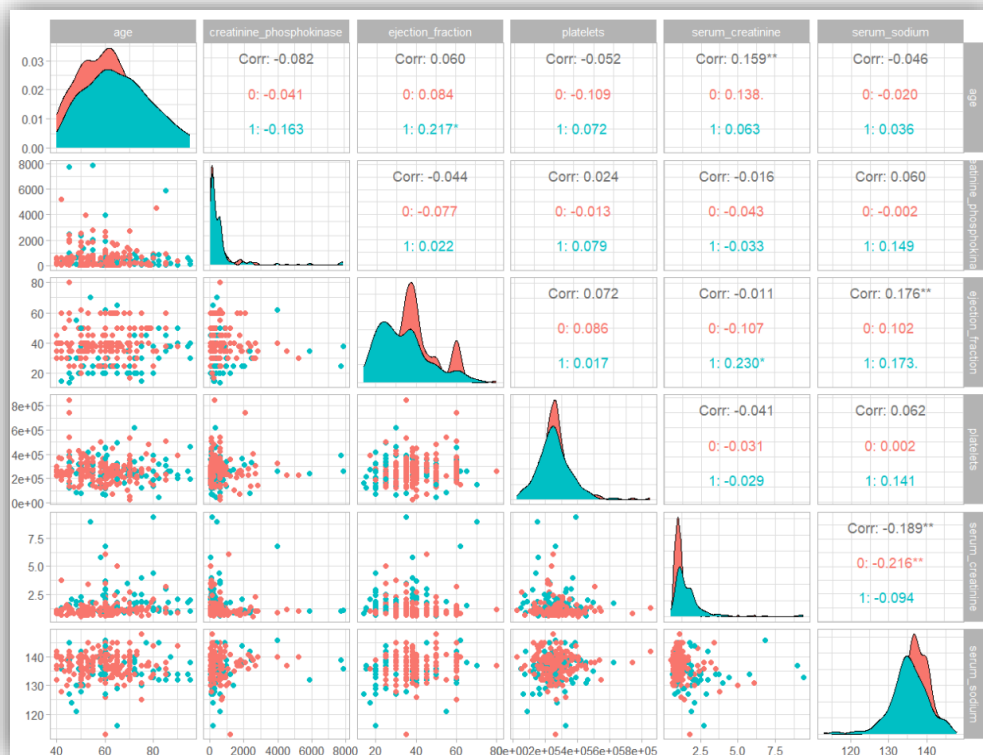 age creatinine_phosphokinase ejection_fraction platelets serum_creatinine serum_sodium
0.03
0.02
0.01
0.00
Corr: -0.082
0: -0.041
1: -0.163
Corr: 0.060
0: 0.084
1: 0.217*
Corr: -0.052
0: -0.109
1: 0.072
Corr: 0.159**
0: 0.138.
1: 0.063
Corr: -0.046
0: -0.020
1: 0.036
age
8000
6000
4000
2000
0
Corr: -0.044
0: -0.077
1: 0.022
Corr: 0.024
0: -0.013
1: 0.079
Corr: -0.016
0: -0.043
1: -0.033
Corr: 0.060
0: -0.002
1: 0.149
eatinine_phosphokina
80
60
40
20
Corr: 0.072
0: 0.086
1: 0.017
Corr: -0.011
0: -0.107
1: 0.230*
Corr: 0.176**
0: 0.102
1: 0.173.
ejection_fraction
8e+05
6e+05
4e+05
2e+05
0e+00
Corr: -0.041
0: -0.031
1: -0.029
Corr: 0.062
0: 0.002
1: 0.141
platelets
7.5
5.0
2.5
Corr: -0.189**
0: -0.216**
1: -0.094
serum_creatinine
140
130
120
serum_sodium
40 60 80
0 2000 4000 6000 8000
20 40 60 80
0e+002e+054e+056e+058e+05
2.5 5.0 7.5
120 130 140